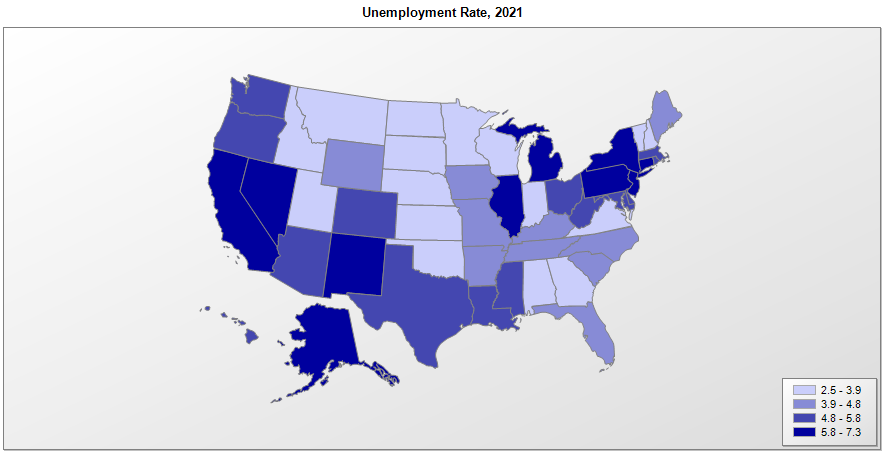 Unemployment Rate, 2021
2.5 - 3.9
3.9 - 4.8
4.8 - 5.8
5.8 - 7.3